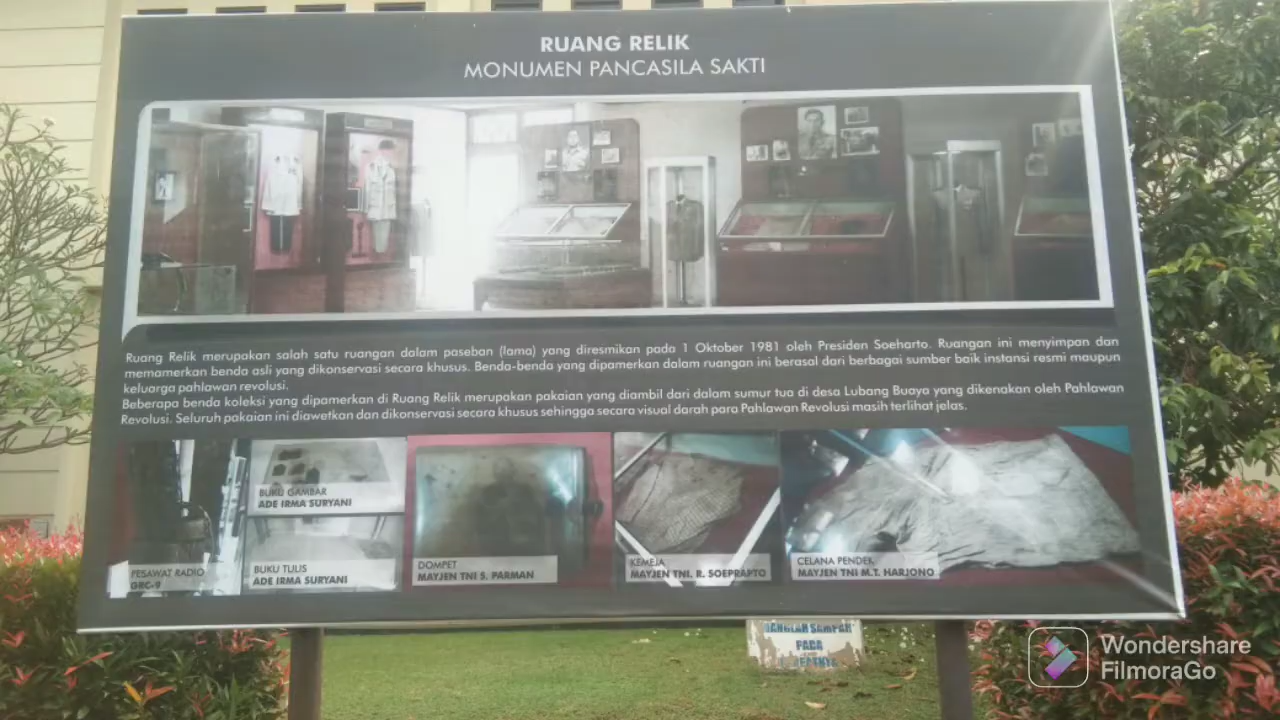 RUANG RELIK
MONUMEN PANCASILA SAKTI
Ruang Relik merupakan salah satu ruangan dalam paseban (lama) yang diresmikan pada 1 Oktober 1981 oleh Presiden Soeharto. Ruangan ini menyimpan dan
memamerkan benda asli yang dikonservasi secara khusus. Benda-benda yang dipamerkan dalam ruangan ini berasal dari berbagai sumber baik instansi resmi maupun
keluarga pahlawan revolusi.
Beberapa benda koleksi yang dipamerkan di Ruang Relik merupakan pakaian yang diambil dari dalam sumur tua di desa Lubang Buaya yang dikenakan oleh Pahlawan
Revolusi. Seluruh pakaian ini diawetkan dan dikonservasi secara khusus sehingga secara visual darah para Pahlawan Revolusi masih terlihat jelas.
PESAWAT RADIO
GRC-9
BUKU GAMBAR
ADE IRMA SURYANI
BUKU TULIS
ADE IRMA SURYANI
DOMPET
MAYJEN TNI S. PARMAN
KEMEJA
MAYJEN TNI. R. SOEPRAPTO
CELANA PENDEK
MAYJEN TNI M.T. HARJONO
SAMPAH
PADA
Wondershare
FilmoraGo